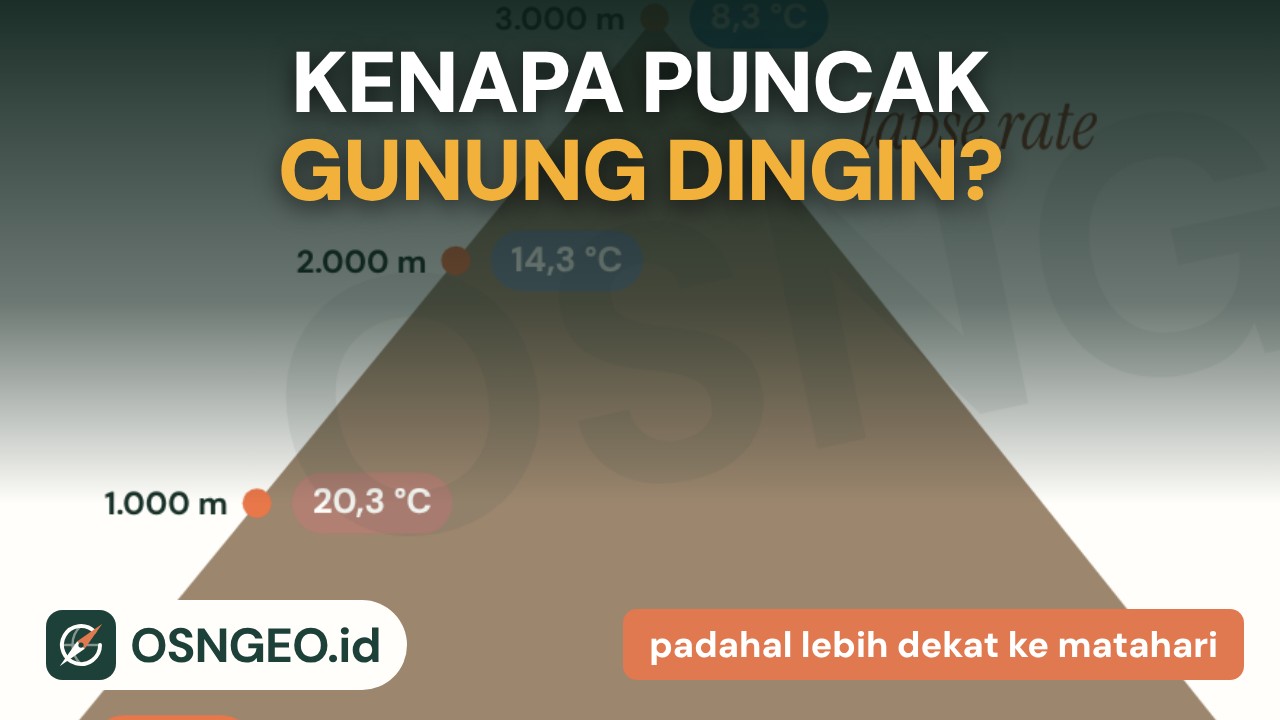 3.000 m 8,3 °C
KENAPA PUNCAK
lapse rate
GUNUNG DINGIN?
2.000 m 14,3 °C
OSNG
1.000 m 20,3 °C
OSNGEO.id
padahal lebih dekat ke matahari